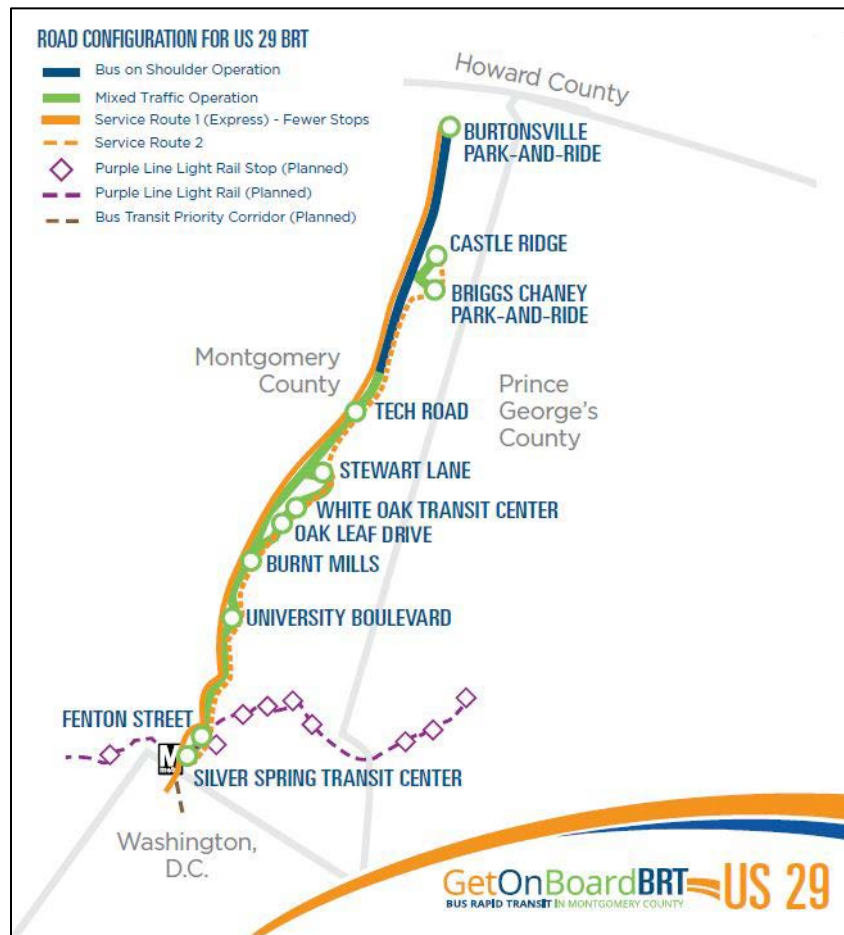 ROAD CONFIGURATION FOR US 29 BRT
Bus on Shoulder Operation
Mixed Traffic Operation
Service Route 1 (Express) - Fewer Stops
Service Route 2
Purple Line Light Rail Stop (Planned)
Purple Line Light Rail (Planned)
Bus Transit Priority Corridor (Planned)
Howard County
BURTONSVILLE
PARK-AND-RIDE
CASTLE RIDGE
BRIGGS CHANEY
PARK-AND-RIDE
Montgomery
County
Prince
George's
County
TECH ROAD
STEWART LANE
WHITE OAK TRANSIT CENTER
OAK LEAF DRIVE
BURNT MILLS
UNIVERSITY BOULEVARD
FENTON STREET
M
SILVER SPRING TRANSIT CENTER
Washington,
D.C.
GetOnBoardBRT US 29
BUS RAPID TRANSIT IN MONTGOMERY COUNTY